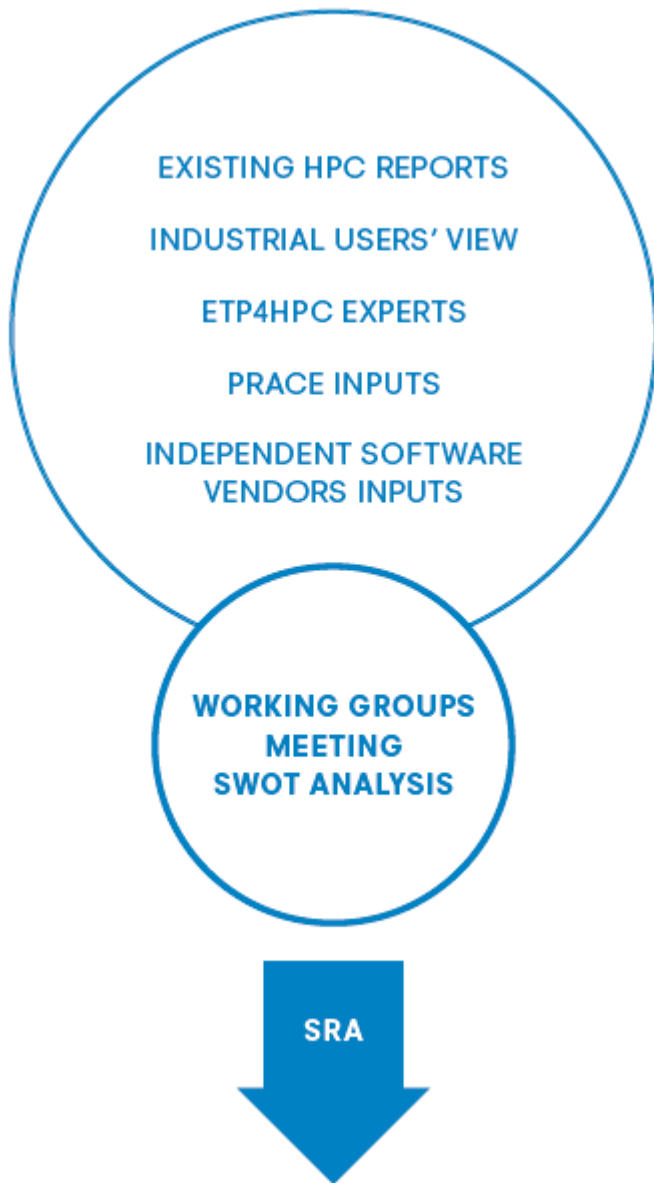 EXISTING HPC REPORTS
INDUSTRIAL USERS’ VIEW
ETP4HPC EXPERTS
PRACE INPUTS
INDEPENDENT SOFTWARE
VENDORS INPUTS
WORKING GROUPS
MEETING
SWOT ANALYSIS
SRA